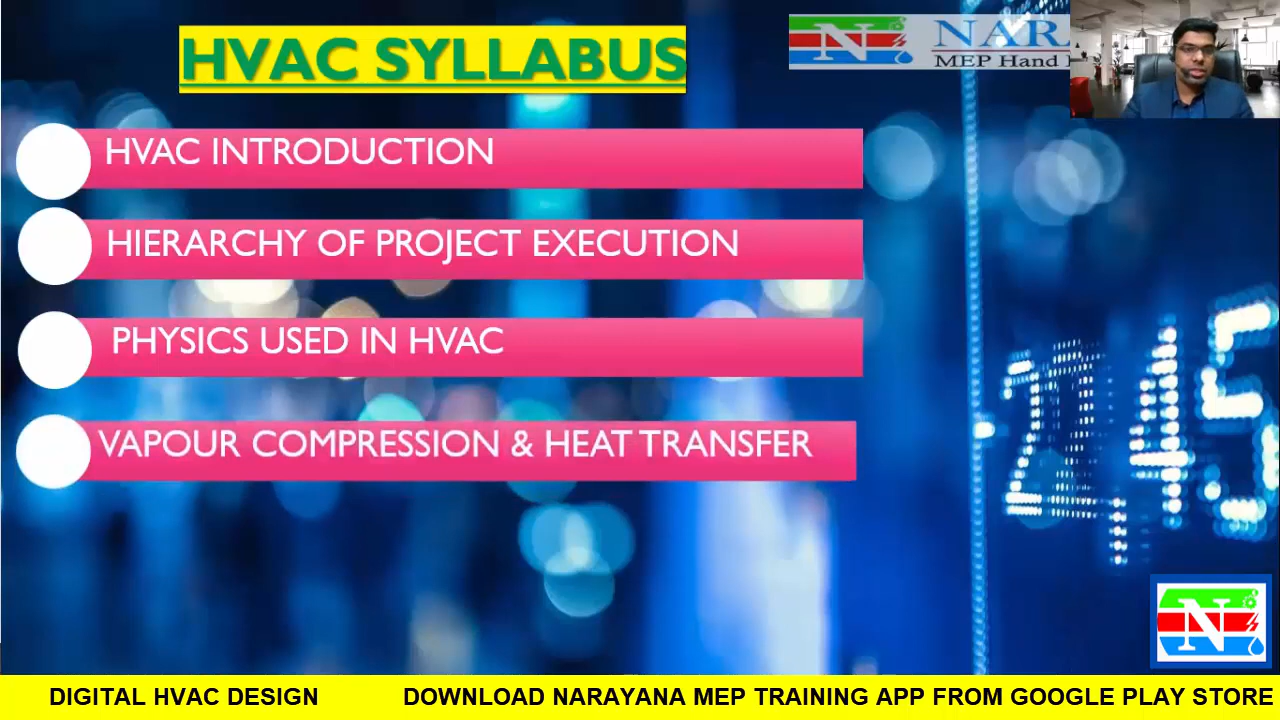 HVAC SYLLABUS
N
NAR
MEP Hand
HVAC INTRODUCTION
HIERARCHY OF PROJECT EXECUTION
PHYSICS USED IN HVAC
VAPOUR COMPRESSION & HEAT TRANSFER
N
DIGITAL HVAC DESIGN
DOWNLOAD NARAYANA MEP TRAINING APP FROM GOOGLE PLAY STORE